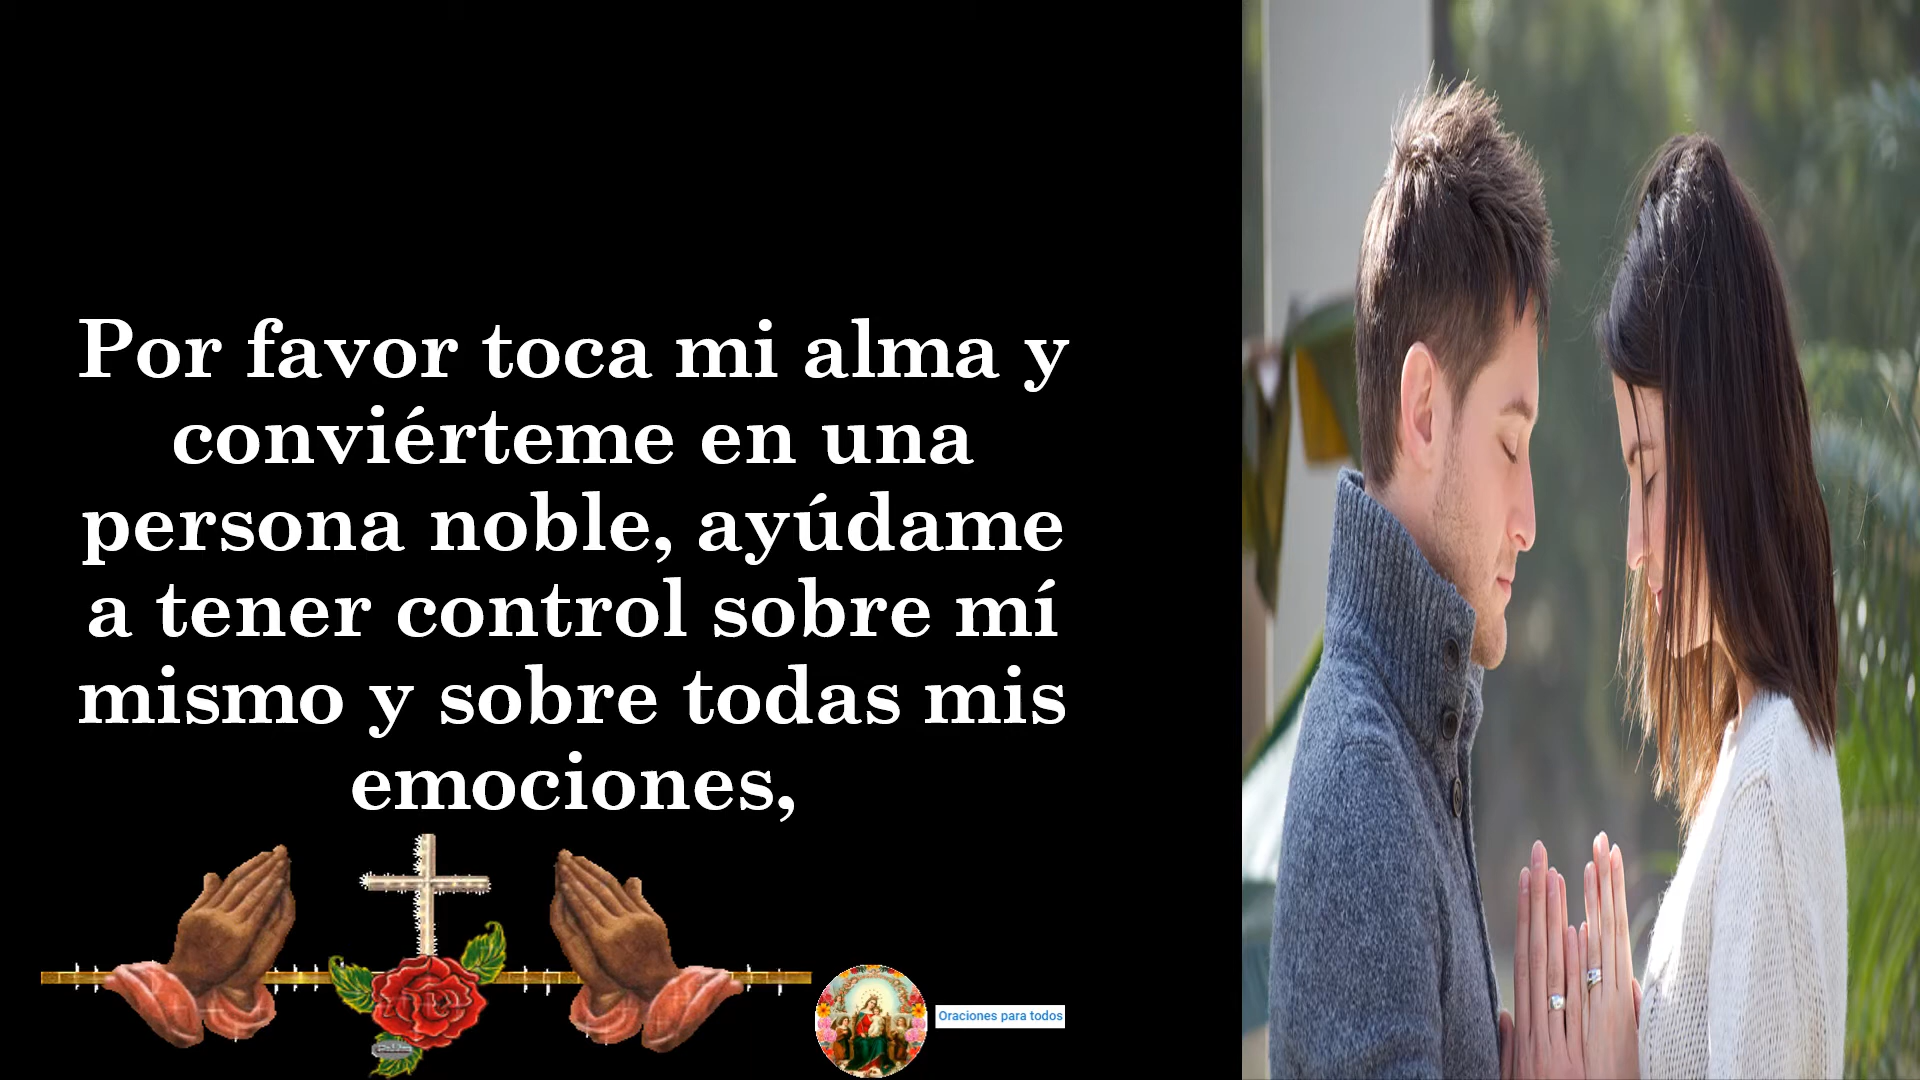 Por favor toca mi alma y
conviérteme en una
persona noble, ayúdame
a tener control sobre mí
mismo y sobre todas mis
emociones,
Oraciones para todos